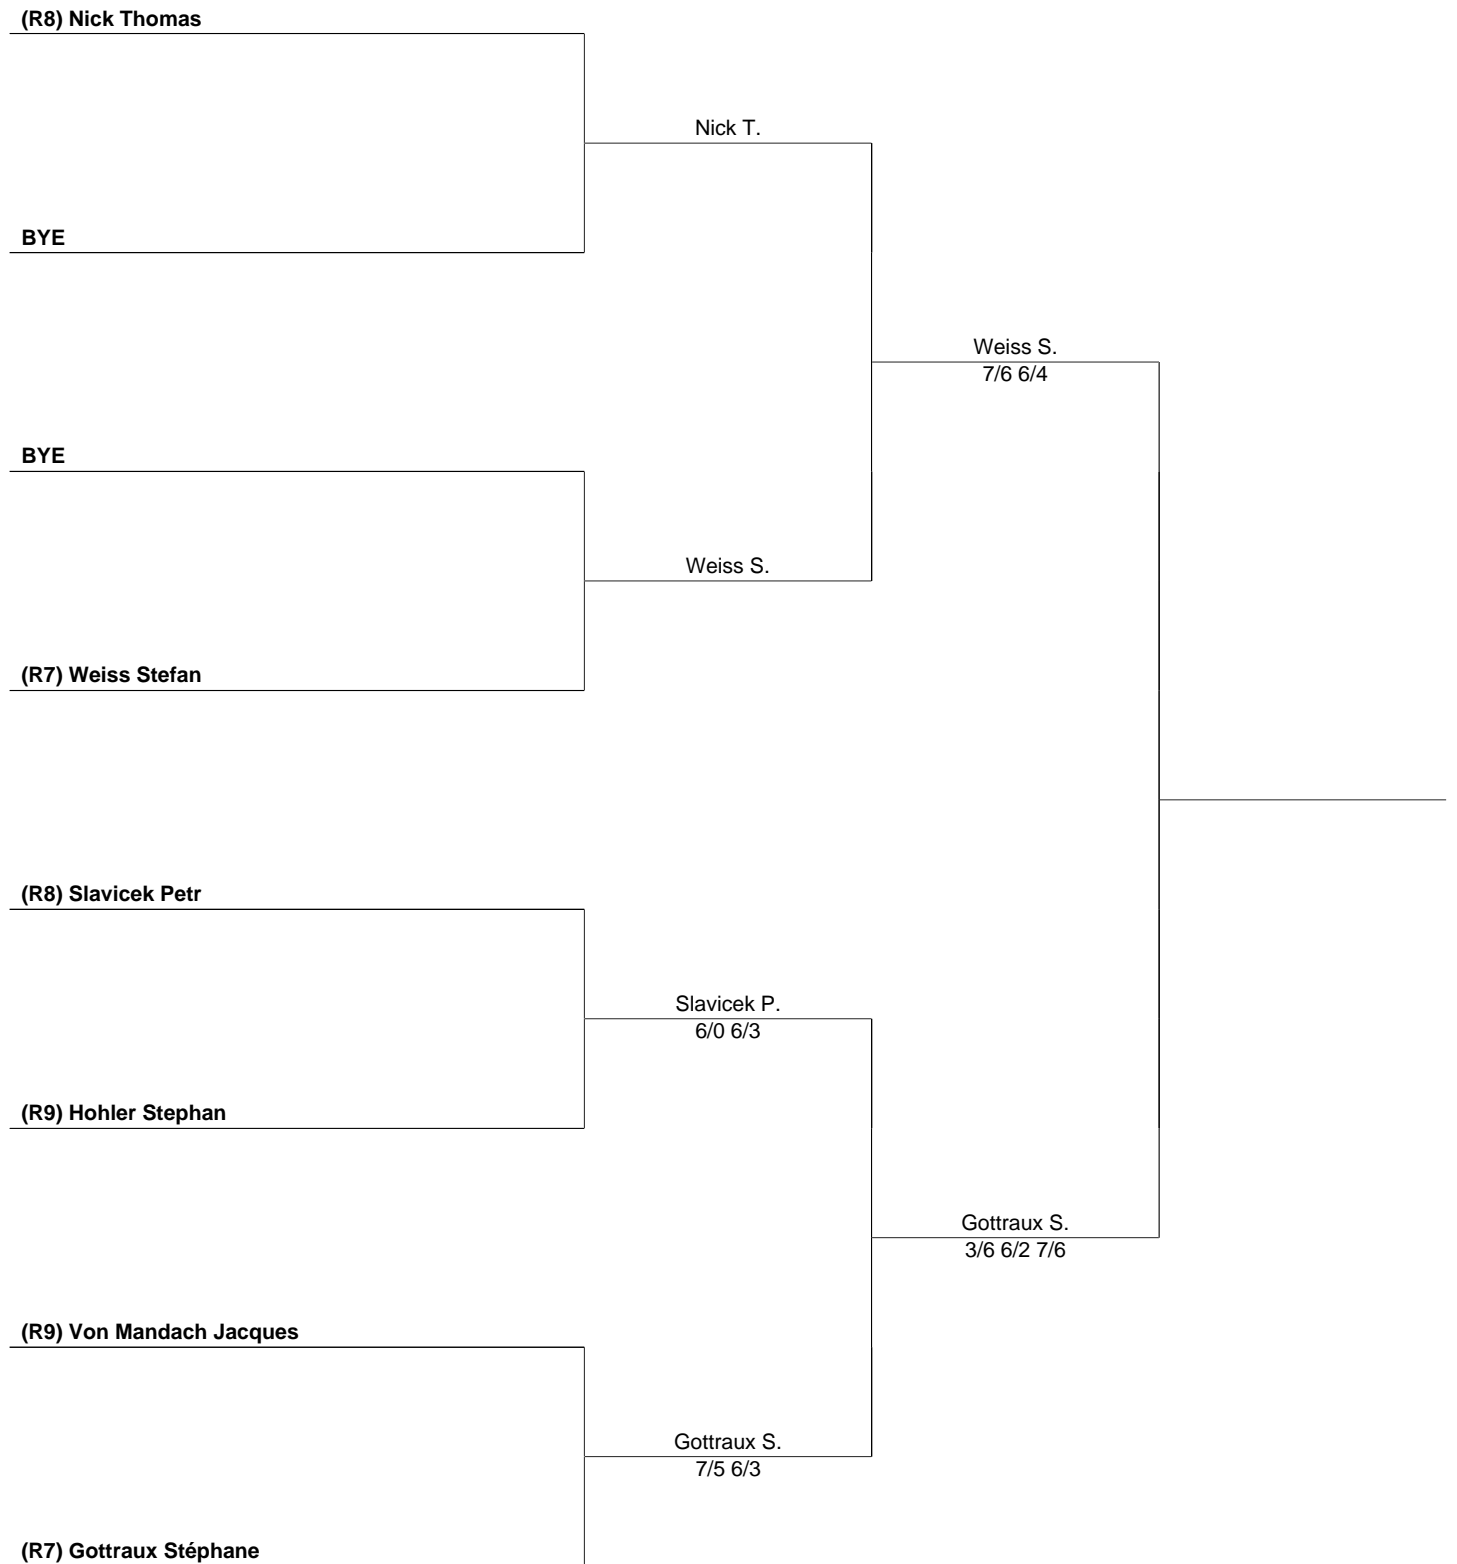 (R8) Nick Thomas
Nick T.
BYE
Weiss S.
7/6 6/4
BYE
Weiss S.
(R7) Weiss Stefan
(R8) Slavicek Petr
Slavicek P.
6/0 6/3
(R9) Hohler Stephan
Gottraux S.
3/6 6/2 7/6
(R9) Von Mandach Jacques
Gottraux S.
7/5 6/3
(R7) Gottraux Stéphane